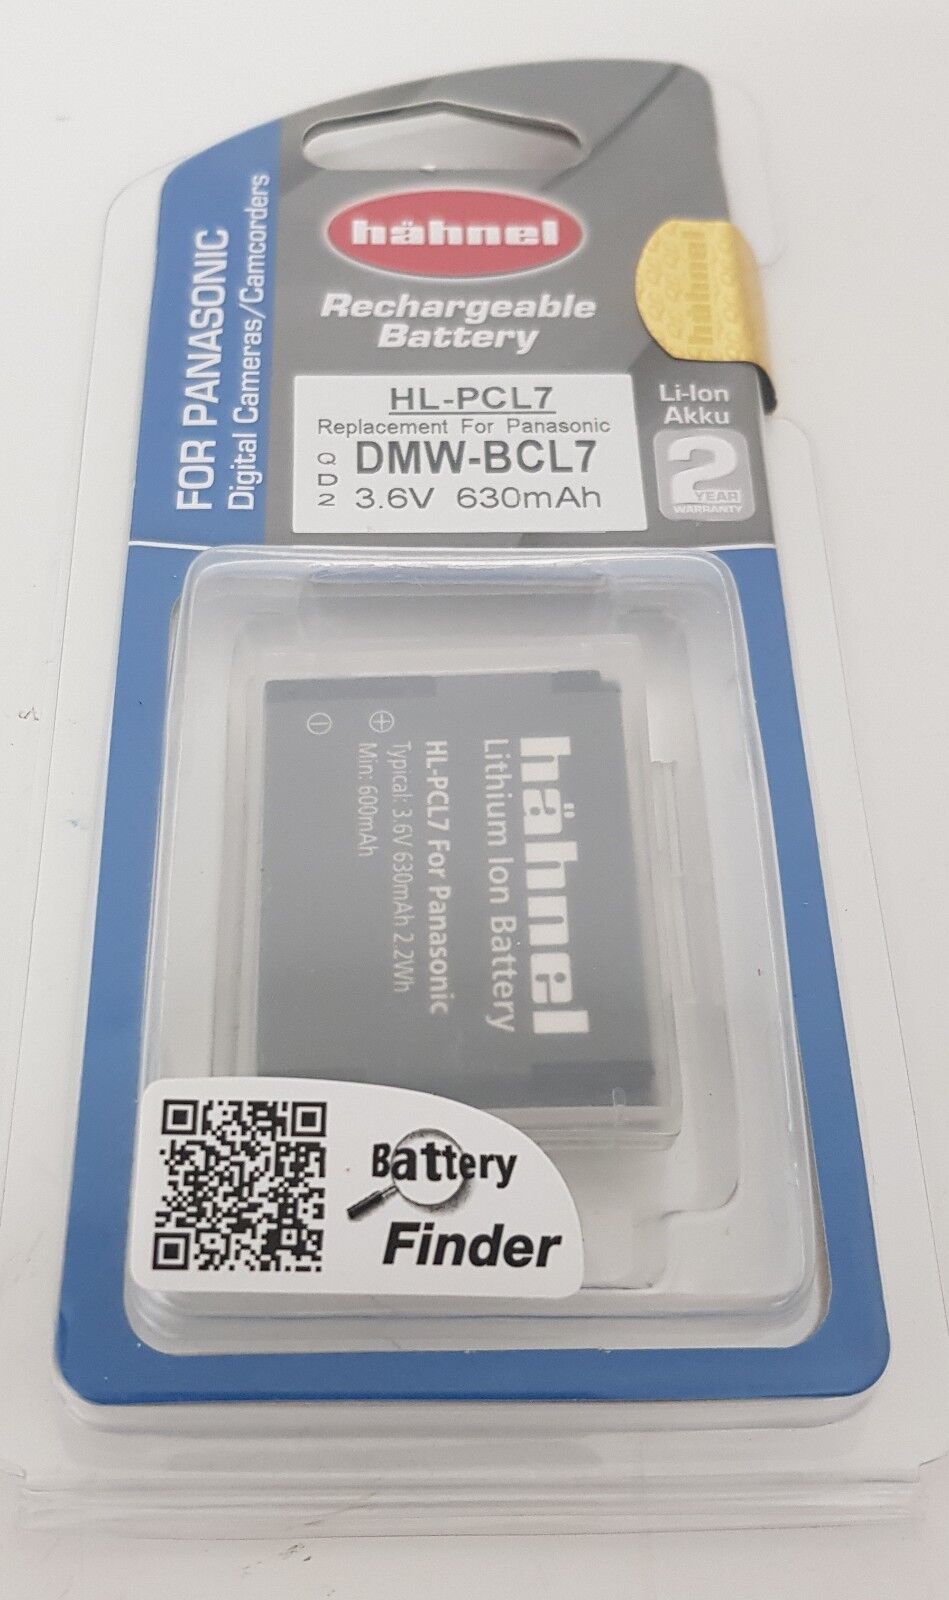 FOR PANASONIC
Digital Cameras/Camcorders
hähnel
Rechargeable
Battery
hähnel
HL-PCL7
Replacement For Panasonic
DMW-BCL7
3.6V 630mAh
QD2
Li-Ion
Akku
2
YEAR
WARRANTY
hähnel
Lithium Ion Battery
HL-PCL7 For Panasonic
Typical: 3.6V 630mAh 2.2Wh
Min: 600mAh
Battery
Finder